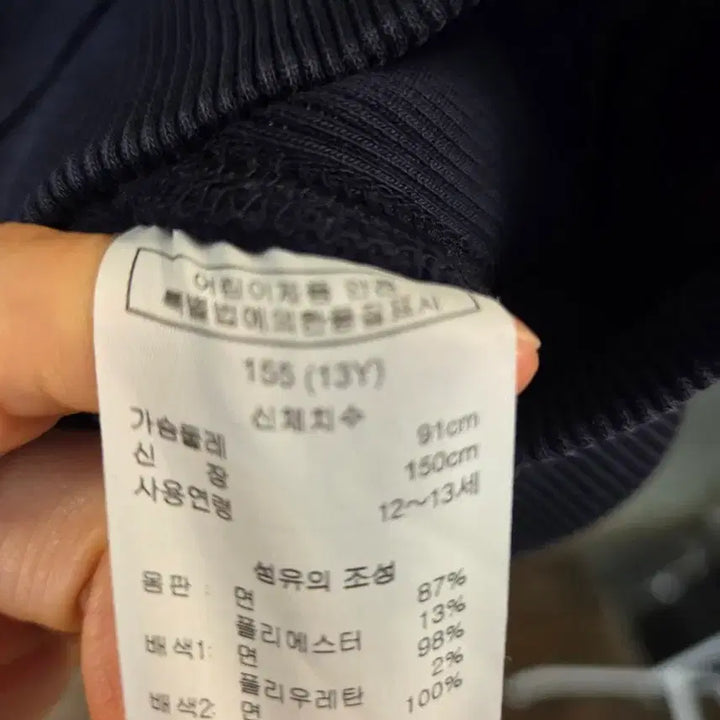 어린이제품 안전
특별법에의한품질표시
155 (13Y)
신체치수
가슴둘레 91cm
신 장 150cm
사용연령 12~13세
섬유의 조성
몸판 : 면 87%
폴리에스터 13%
배색1: 면 98%
폴리우레탄 2%
배색2: 면 100%